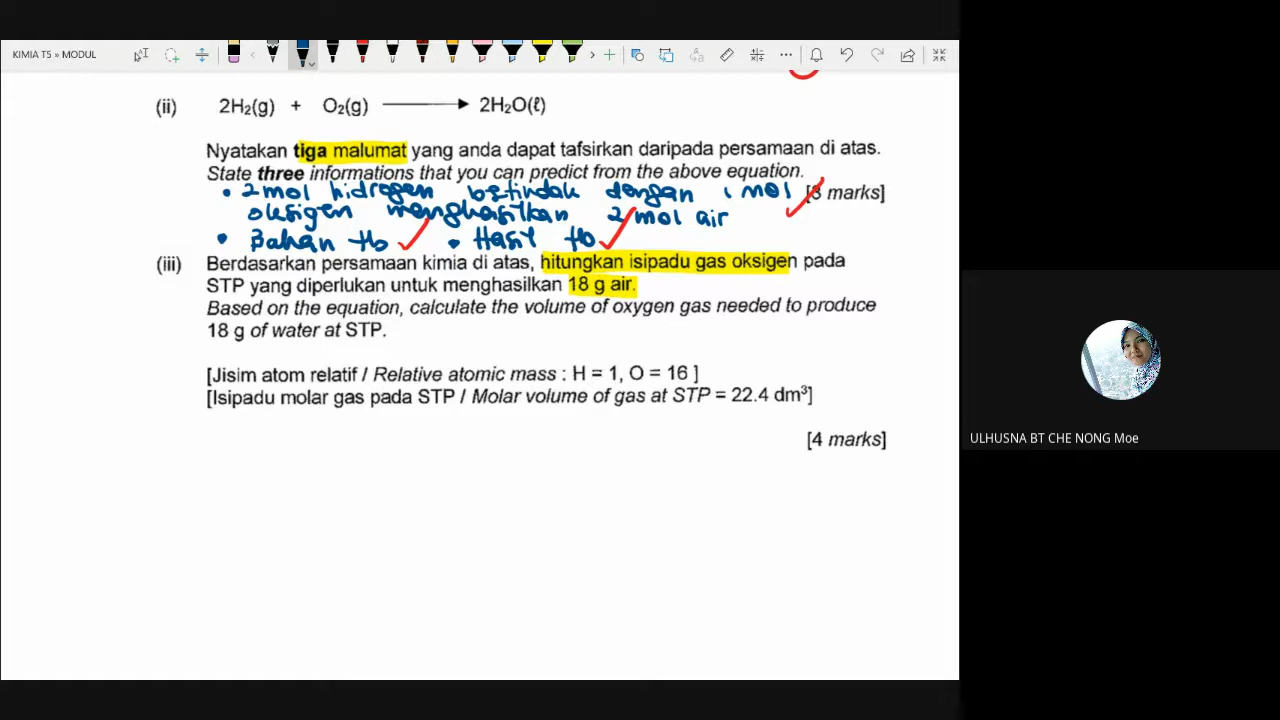 KIMIA T5 » MODUL
(ii) 2H₂(g) + O₂(g) ⟶ 2H₂O(ℓ)
Nyatakan tiga malumat yang anda dapat tafsirkan daripada persamaan di atas.
State three informations that you can predict from the above equation.
• 2 mol hidrogen bertindak dengan 1 mol [3 marks]
oksigen menghasilkan 2 mol air
• Bahan tb • Hasil tb
(iii) Berdasarkan persamaan kimia di atas, hitungkan isipadu gas oksigen pada
STP yang diperlukan untuk menghasilkan 18 g air.
Based on the equation, calculate the volume of oxygen gas needed to produce
18 g of water at STP.
[Jisim atom relatif / Relative atomic mass : H = 1, O = 16 ]
[Isipadu molar gas pada STP / Molar volume of gas at STP = 22.4 dm³]
[4 marks]
ULHUSNA BT CHE NONG Moe